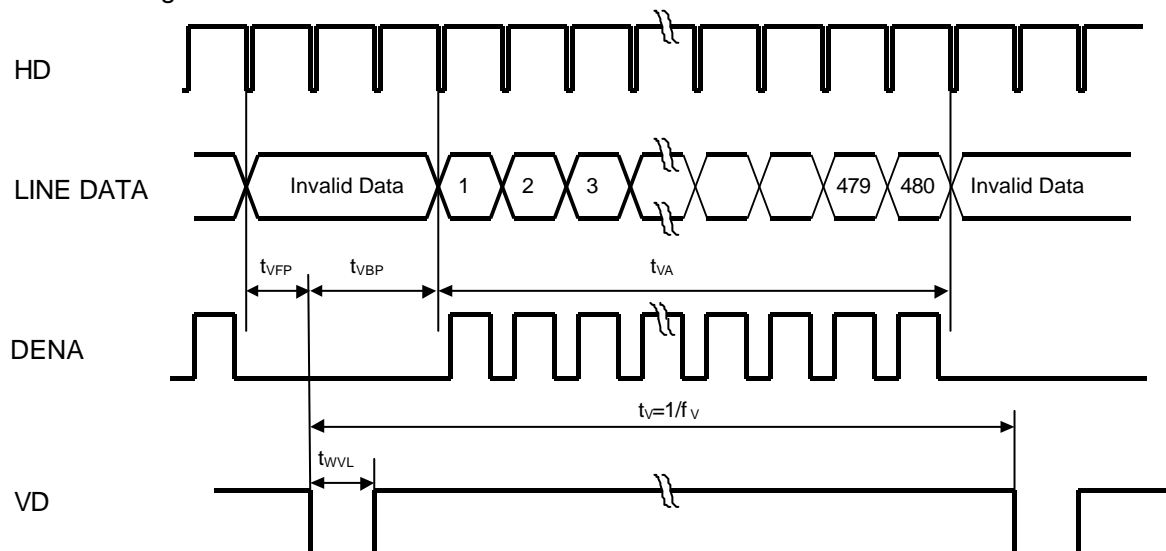 HD
LINE DATA
Invalid Data 1 2 3 479 480 Invalid Data
tVFP tVBP tVA
DENA
tV=1/fV
tWVL
VD